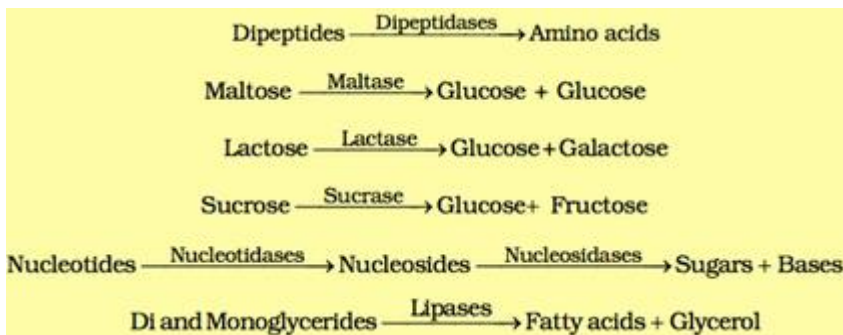 Dipeptides Dipeptidases Amino acids
Maltose Maltase Glucose + Glucose
Lactose Lactase Glucose+Galactose
Sucrose Sucrase Glucose+ Fructose
Nucleotides Nucleotidases Nucleosides Nucleosidases Sugars + Bases
Di and Monoglycerides Lipases Fatty acids + Glycerol